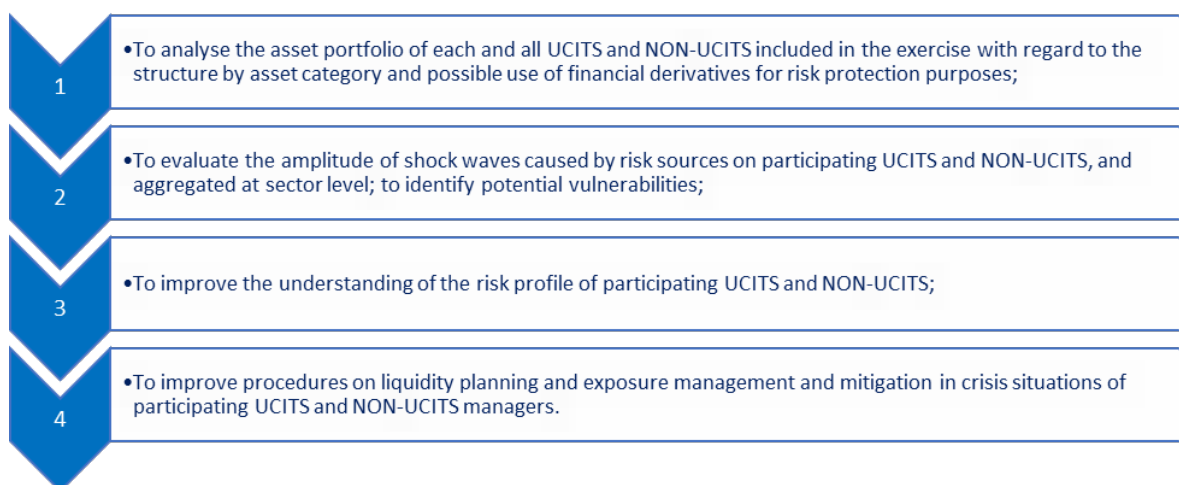 1
•To analyse the asset portfolio of each and all UCITS and NON-UCITS included in the exercise with regard to the
structure by asset category and possible use of financial derivatives for risk protection purposes;
2
•To evaluate the amplitude of shock waves caused by risk sources on participating UCITS and NON-UCITS, and
aggregated at sector level; to identify potential vulnerabilities;
3
•To improve the understanding of the risk profile of participating UCITS and NON-UCITS;
4
•To improve procedures on liquidity planning and exposure management and mitigation in crisis situations of
participating UCITS and NON-UCITS managers.